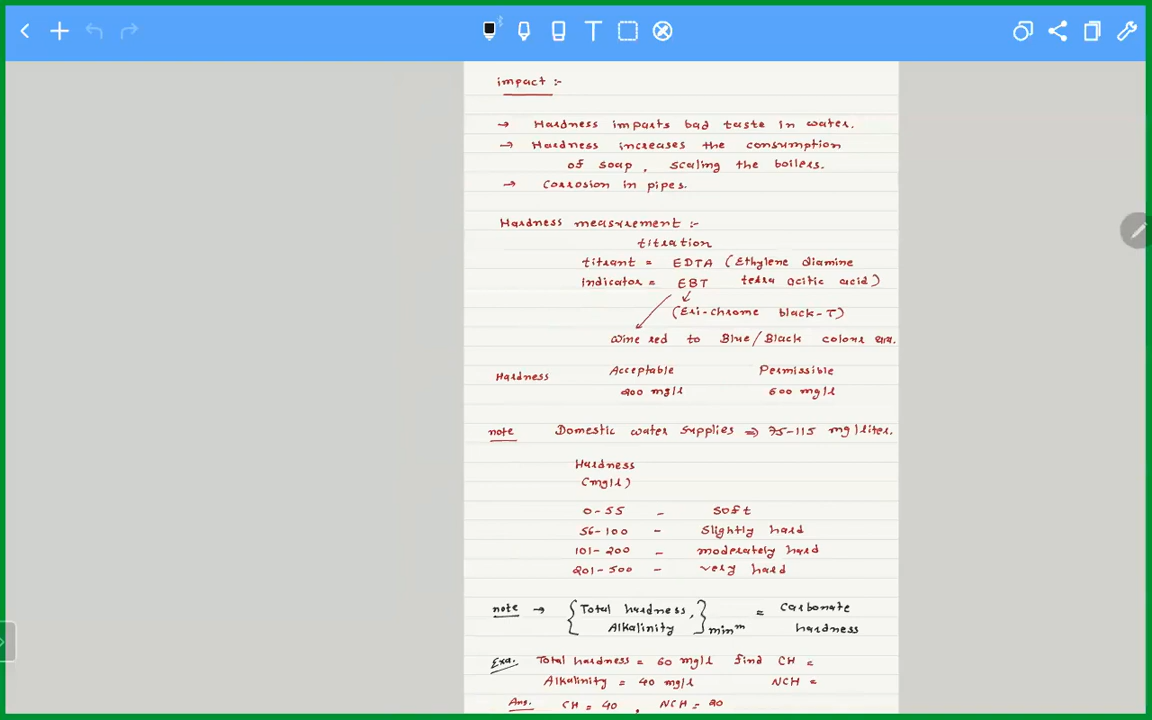 T
impact :-
→ Hardness imparts bad taste in water.
→ Hardness increases the consumption
of soap, scaling the boilers.
→ Corrosion in pipes.
Hardness measurement :-
titration
titrant = EDTA (Ethylene diamine
indicator = EBT tetra acitic acid)
(Eri-chrome black-T)
Wine red to Blue/Black colour
Hardness Acceptable Permissible
200 mg/l 600 mg/l
note Domestic water supplies => 75-115 mg/liter.
Hardness
(mg/l)
0-55 - soft
56-100 - Slightly hard
101-200 - moderately hard
201-500 - very hard
note → {Total hardness, = Carbonate
Alkalinity} minm hardness
Exa. Total hardness = 60 mg/l find CH =
Alkalinity = 40 mg/l NCH =
Ans. CH = 40, NCH = 20